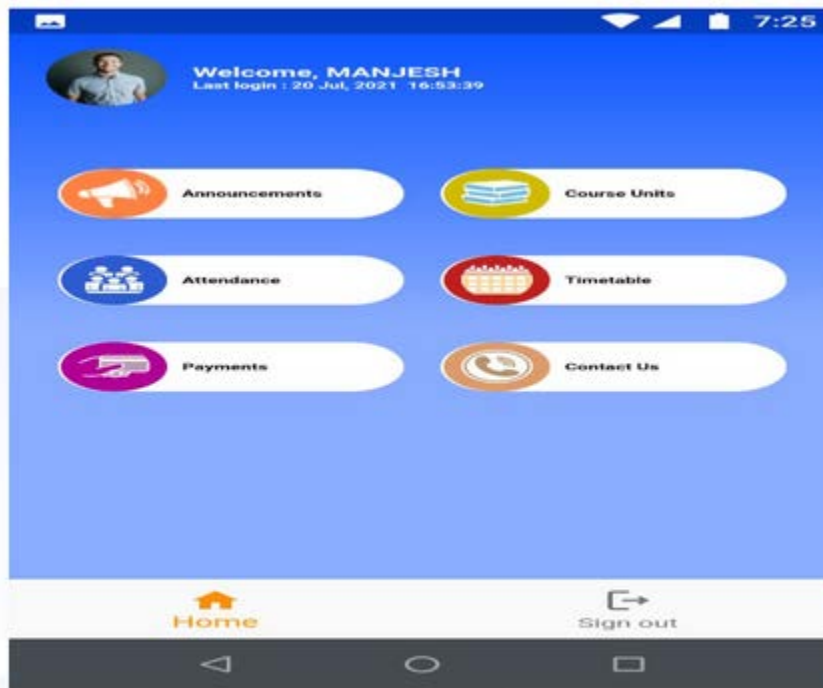 7:25
Welcome, MANJESH
Last login : 20 Jul, 2021 16:53:39
Announcements
Course Units
Attendance
Timetable
Payments
Contact Us
Home
Sign out